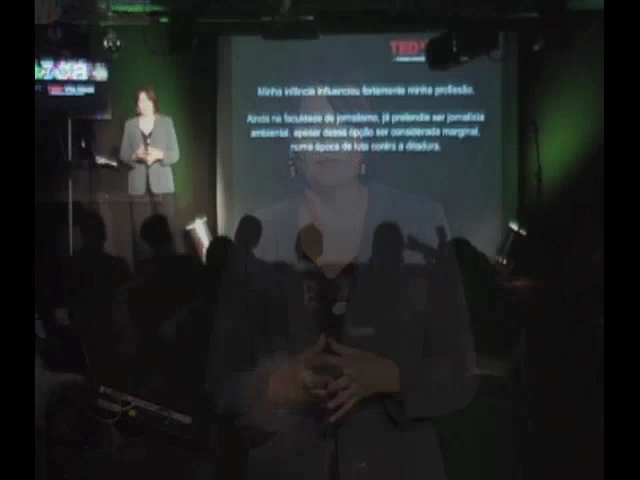 TEDx
Minha infância influenciou fortemente minha profissão.
Ainda na faculdade de jornalismo, já pretendia ser jornalista
ambiental, apesar dessa opção ser considerada marginal,
numa época de luta contra a ditadura.